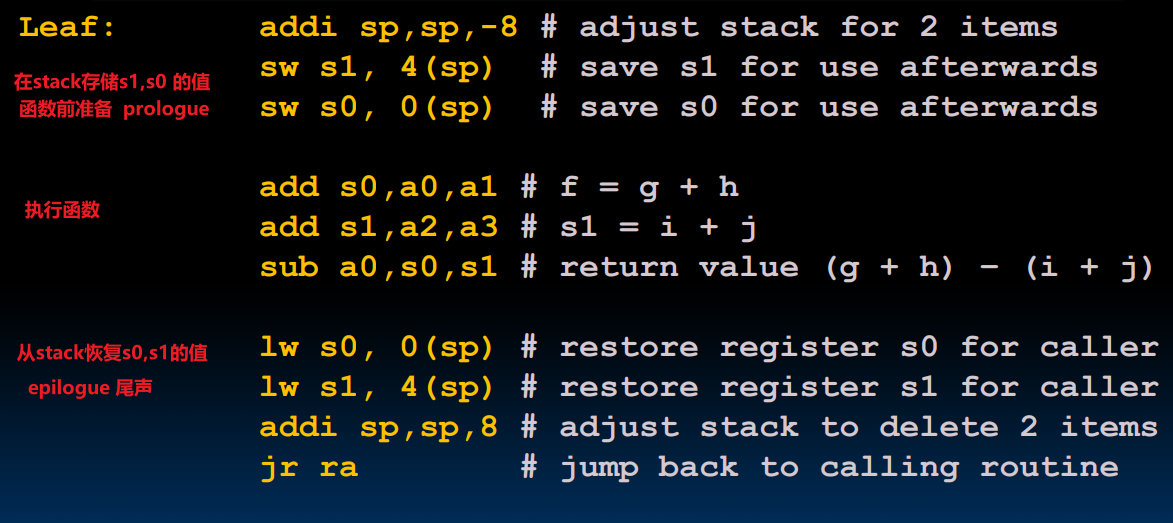 Leaf: addi sp,sp,-8 # adjust stack for 2 items
sw s1, 4(sp) # save s1 for use afterwards
在stack存储s1,s0 的值
函数前准备 prologue
sw s0, 0(sp) # save s0 for use afterwards
add s0,a0,a1 # f = g + h
执行函数
add s1,a2,a3 # s1 = i + j
sub a0,s0,s1 # return value (g + h) - (i + j)
lw s0, 0(sp) # restore register s0 for caller
从stack恢复s0,s1的值
lw s1, 4(sp) # restore register s1 for caller
epilogue 尾声
addi sp,sp,8 # adjust stack to delete 2 items
jr ra # jump back to calling routine